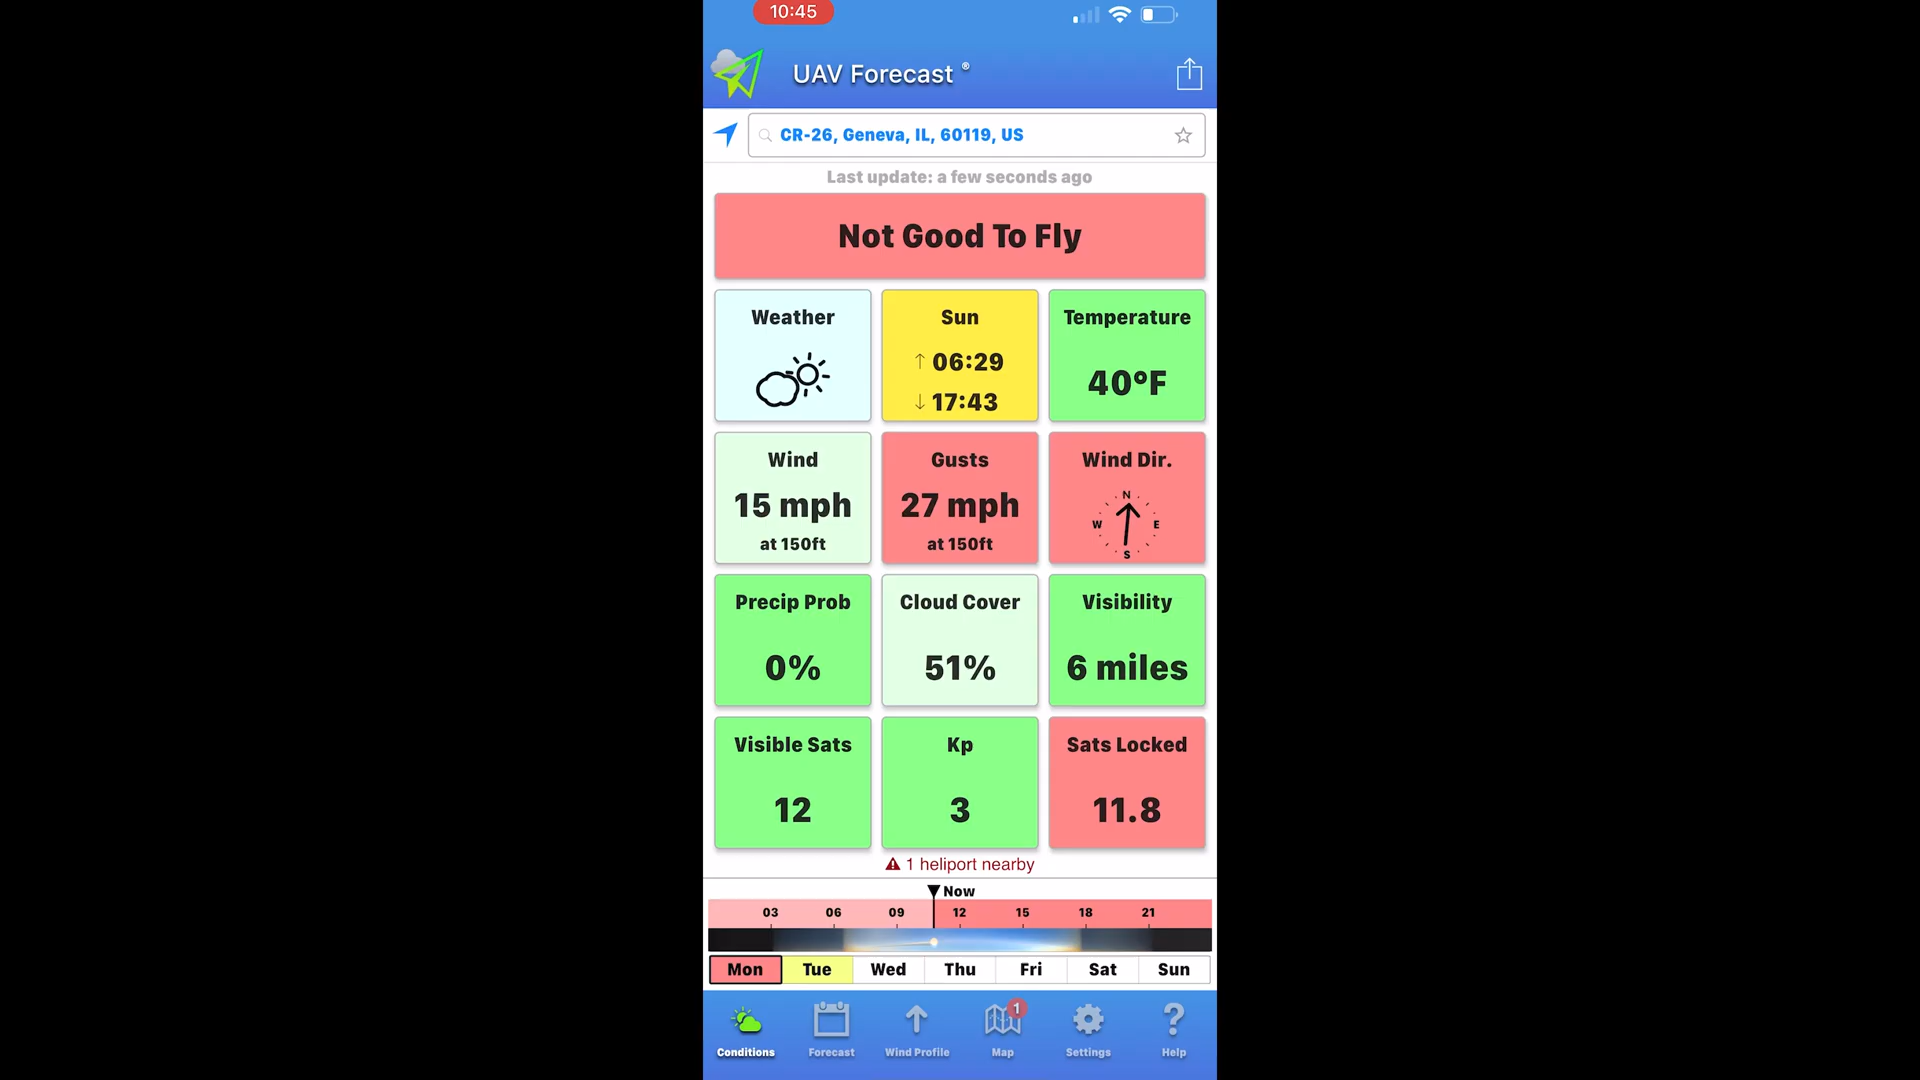 10:45
UAV Forecast ®
CR-26, Geneva, IL, 60119, US
Last update: a few seconds ago
Not Good To Fly
Weather
Sun
↑ 06:29
↓ 17:43
Temperature
40°F
Wind
15 mph
at 150ft
Gusts
27 mph
at 150ft
Wind Dir.
N
W E
S
Precip Prob
0%
Cloud Cover
51%
Visibility
6 miles
Visible Sats
12
Kp
3
Sats Locked
11.8
1 heliport nearby
Now
03 06 09 12 15 18 21
Mon Tue Wed Thu Fri Sat Sun
1
Conditions Forecast Wind Profile Map Settings Help